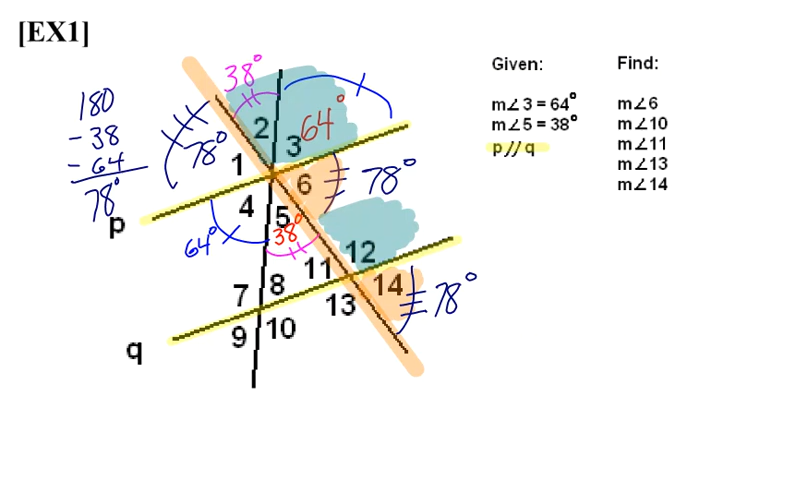 [EX1]
Given:
Find:
m∠3 = 64°
m∠5 = 38°
p//q
m∠6
m∠10
m∠11
m∠13
m∠14
180
- 38
- 64
78°
38°
64°
78°
2
3
1
6
78°
4
5
p
64°
38°
12
11
8
14
78°
7
13
10
9
q